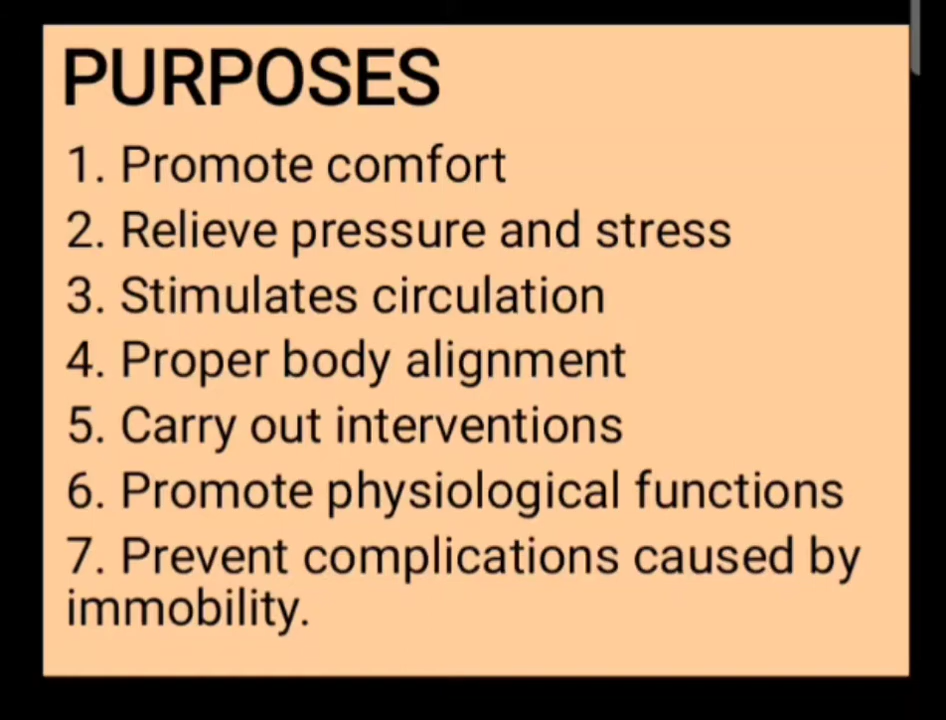 PURPOSES
1. Promote comfort
2. Relieve pressure and stress
3. Stimulates circulation
4. Proper body alignment
5. Carry out interventions
6. Promote physiological functions
7. Prevent complications caused by
immobility.